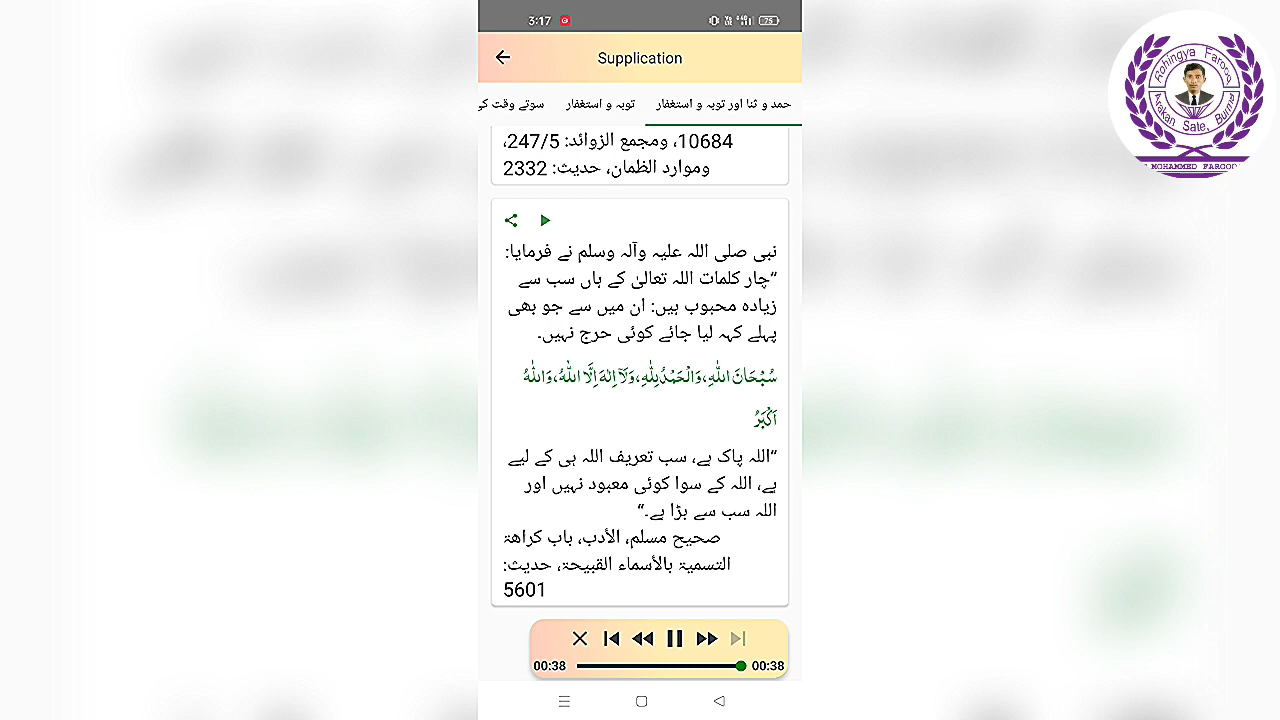 3:17
75
Supplication
حمد و ثنا اور توبہ و استغفار
توبہ و استغفار
سوتے وقت کی
10684، ومجمع الزوائد: 247/5،
وموارد الظمان، حدیث: 2332
نبی صلی اللہ علیہ وآلہ وسلم نے فرمایا:
“چار کلمات اللہ تعالیٰ کے ہاں سب سے
زیادہ محبوب ہیں: ان میں سے جو بھی
پہلے کہہ لیا جائے کوئی حرج نہیں۔
سُبْحَانَ اللّٰهِ، وَالْحَمْدُ لِلّٰهِ، وَلَآ اِلٰهَ اِلَّا اللّٰهُ، وَاللّٰهُ
اَكْبَرُ
“اللہ پاک ہے، سب تعریف اللہ ہی کے لیے
ہے، اللہ کے سوا کوئی معبود نہیں اور
اللہ سب سے بڑا ہے۔“
صحیح مسلم، الأدب، باب کراھۃ
التسمیۃ بالأسماء القبیحۃ، حدیث:
5601
00:38
00:38
Rohingya Farooq
Arakan Sate, Burma
MOHAMMED FAROO